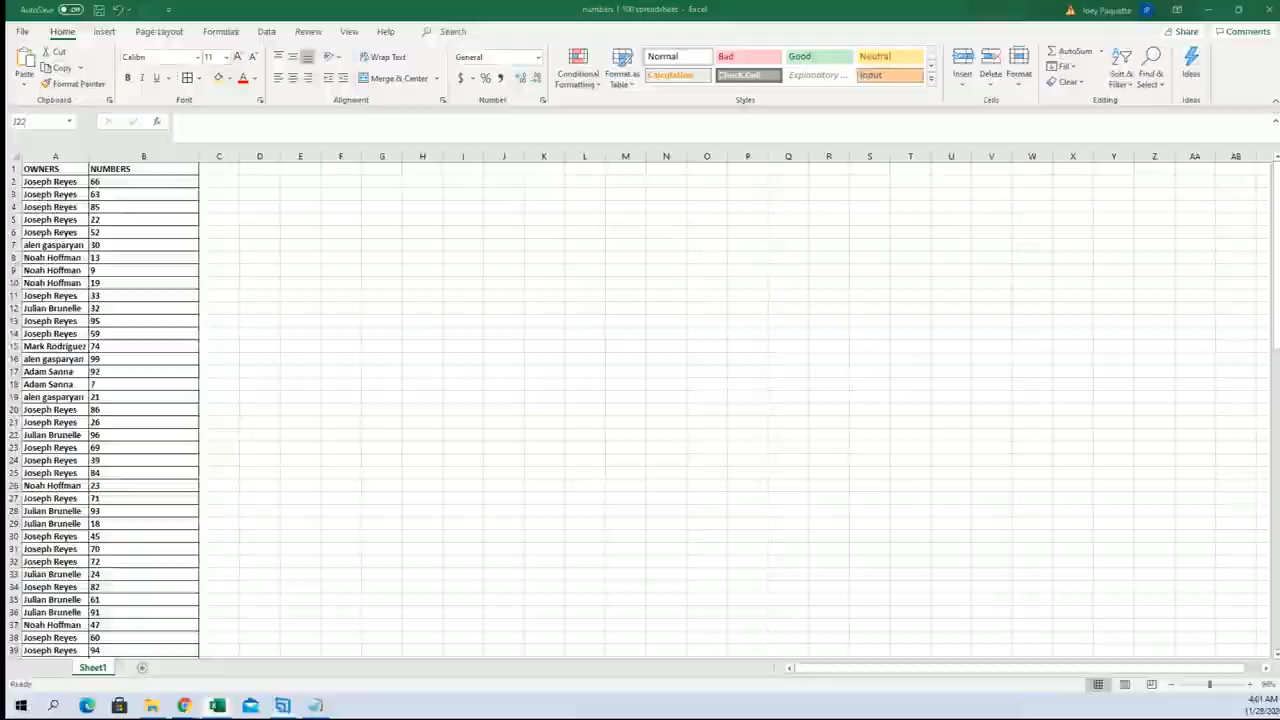 AutoSave Off numbers 1 100 spreadsheets - Excel Joey Paquette
File Home Insert Page Layout Formulas Data Review View Help Search Share Comments
Cut Calibri 11 Wrap Text General Normal Bad Good Neutral AutoSum
Copy Fill
Paste Format Painter B I U Merge & Center $ % Conditional Formatting Format as Table Calculation Check Cell Explanatory ... Input Insert Delete Format Clear Sort & Filter Find & Select Ideas
Clipboard Font Alignment Number Styles Cells Editing Ideas
J22 fx
A B C D E F G H I J K L M N O P Q R S T U V W X Y Z AA AB
1 OWNERS NUMBERS
2 Joseph Reyes 66
3 Joseph Reyes 63
4 Joseph Reyes 85
5 Joseph Reyes 22
6 Joseph Reyes 52
7 alen gasparyan 30
8 Noah Hoffman 13
9 Noah Hoffman 9
10 Noah Hoffman 19
11 Joseph Reyes 33
12 Julian Brunelle 32
13 Joseph Reyes 95
14 Joseph Reyes 59
15 Mark Rodriguez 74
16 alen gasparyan 99
17 Adam Sanna 92
18 Adam Sanna 7
19 alen gasparyan 21
20 Joseph Reyes 86
21 Joseph Reyes 26
22 Julian Brunelle 96
23 Joseph Reyes 69
24 Joseph Reyes 39
25 Joseph Reyes 84
26 Noah Hoffman 23
27 Joseph Reyes 71
28 Julian Brunelle 93
29 Julian Brunelle 18
30 Joseph Reyes 45
31 Joseph Reyes 70
32 Joseph Reyes 72
33 Julian Brunelle 24
34 Joseph Reyes 82
35 Julian Brunelle 61
36 Julian Brunelle 91
37 Noah Hoffman 47
38 Joseph Reyes 60
39 Joseph Reyes 94
Sheet1
Ready
4:01 AM